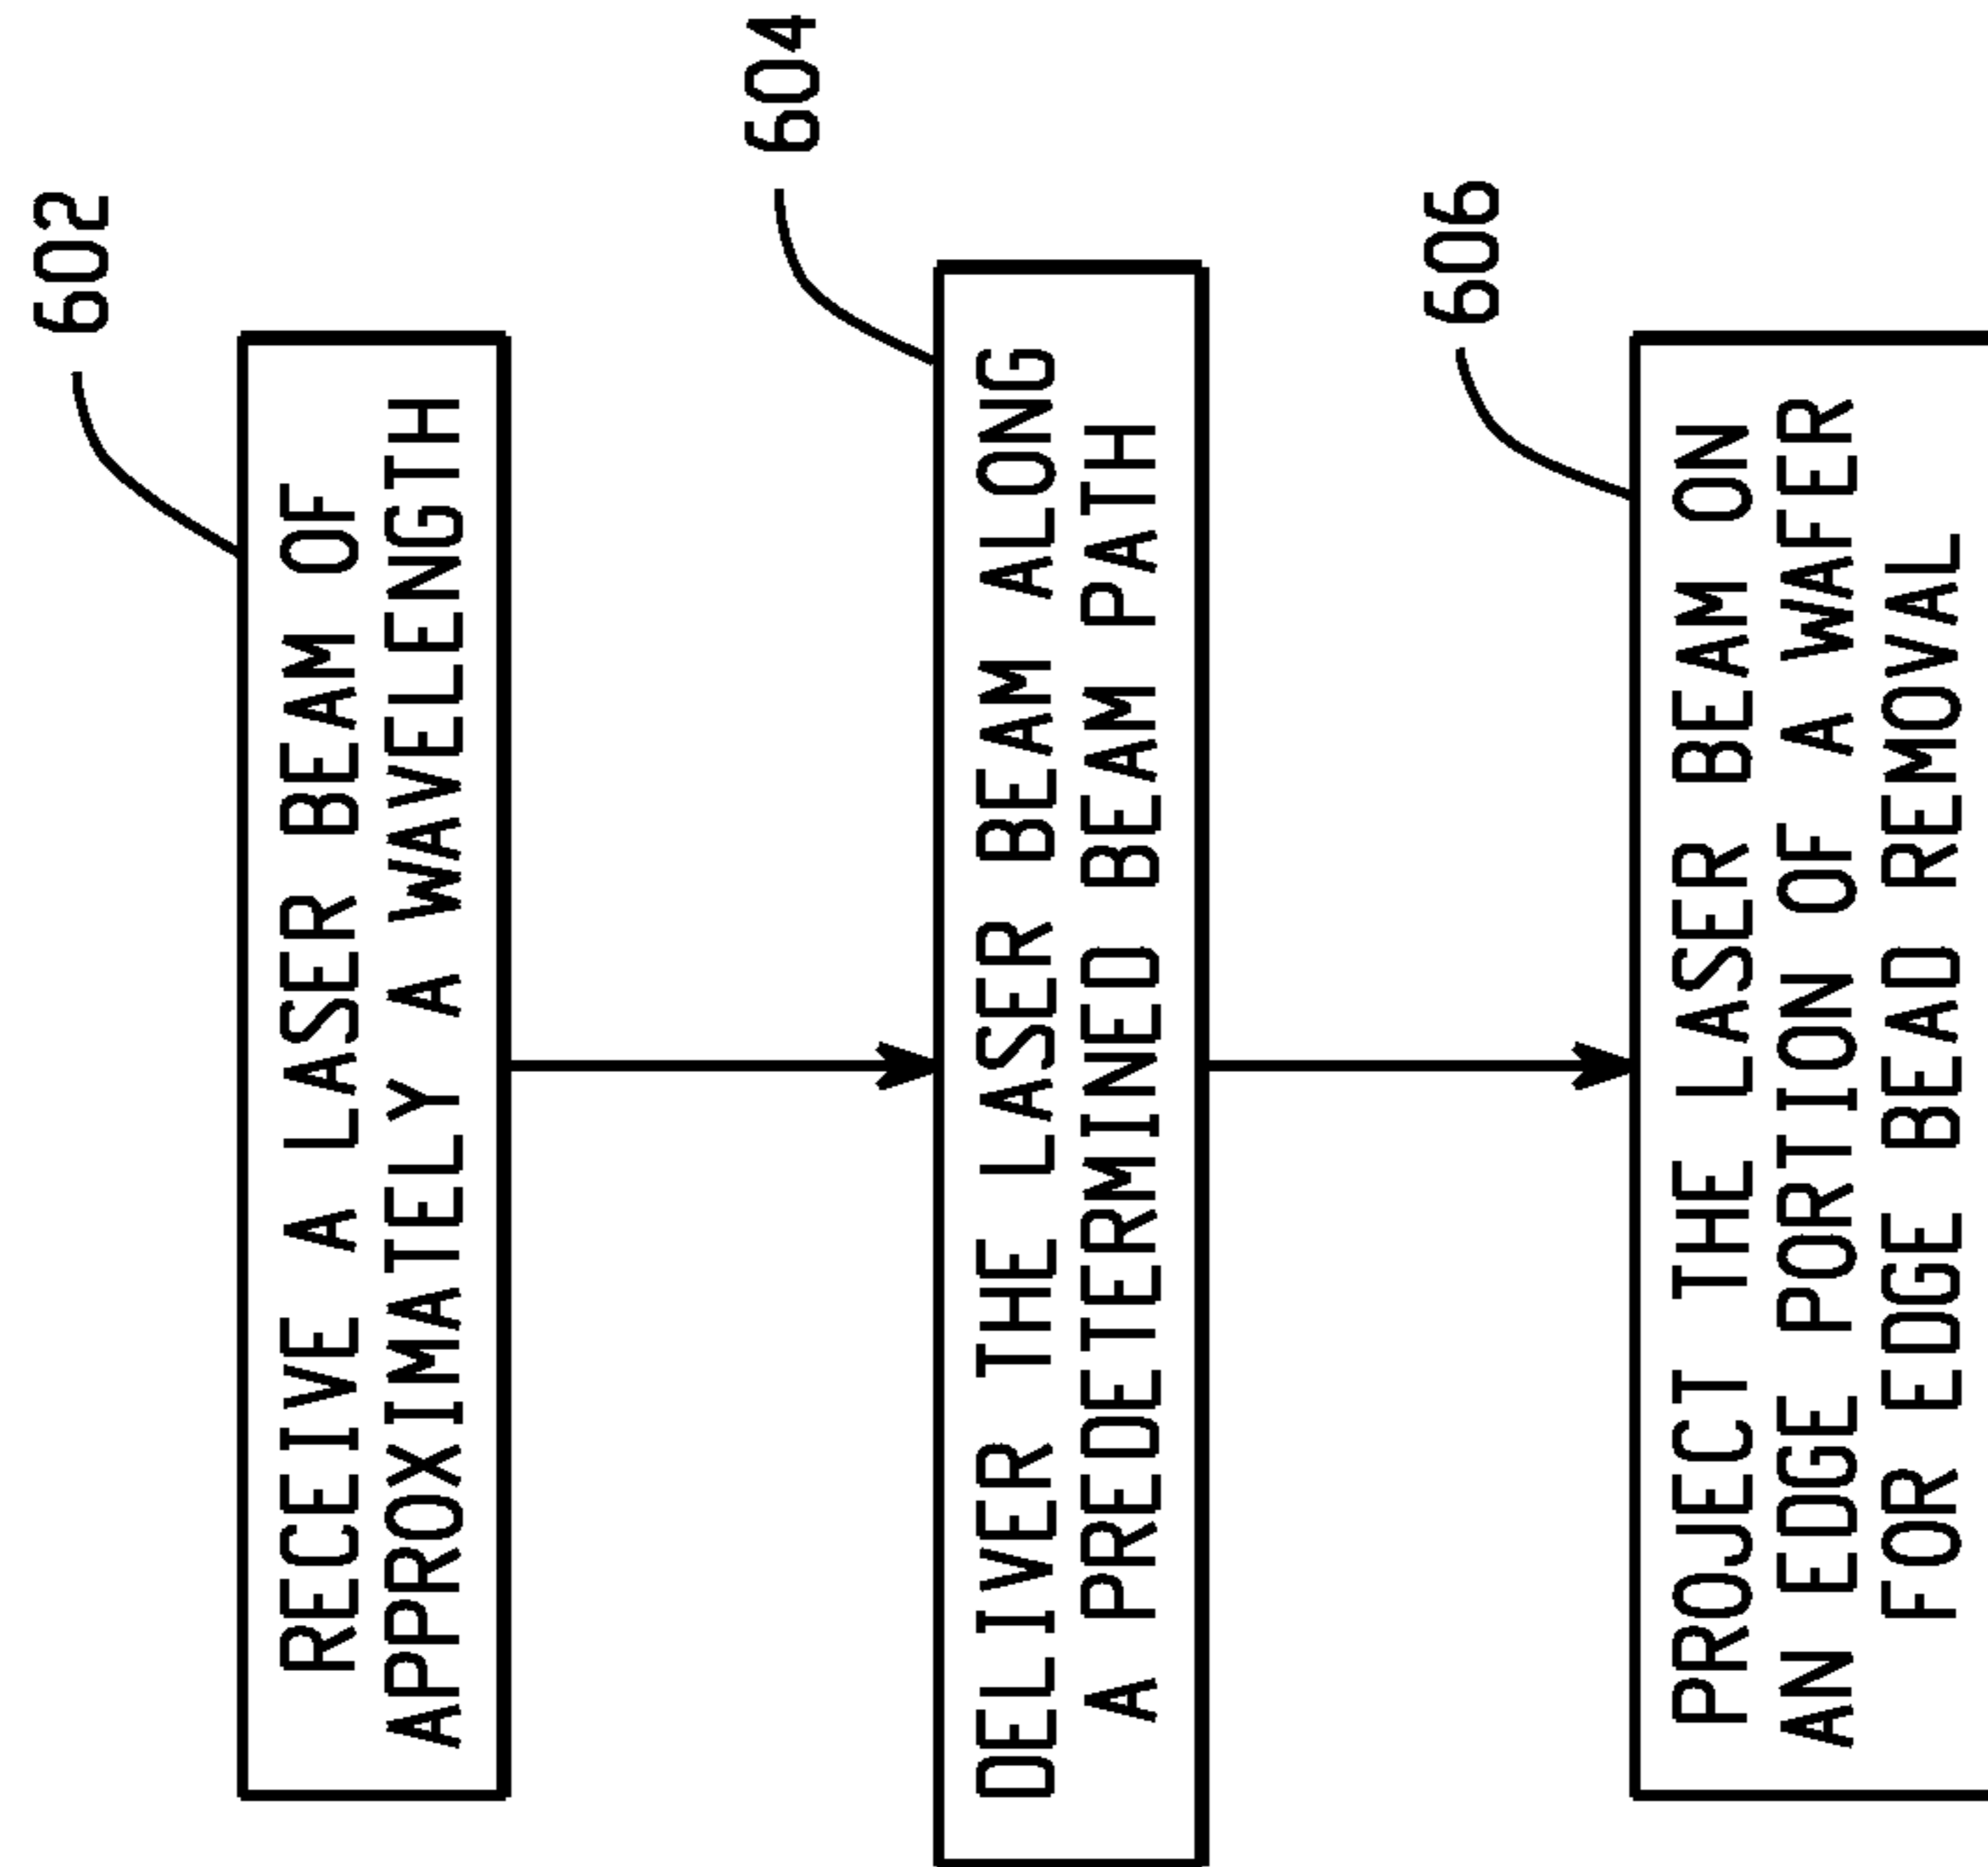 602
RECEIVE A LASER BEAM OF
APPROXIMATELY A WAVELENGTH
604
DELIVER THE LASER BEAM ALONG
A PREDETERMINED BEAM PATH
606
PROJECT THE LASER BEAM ON
AN EDGE PORTION OF A WAFER
FOR EDGE BEAD REMOVAL